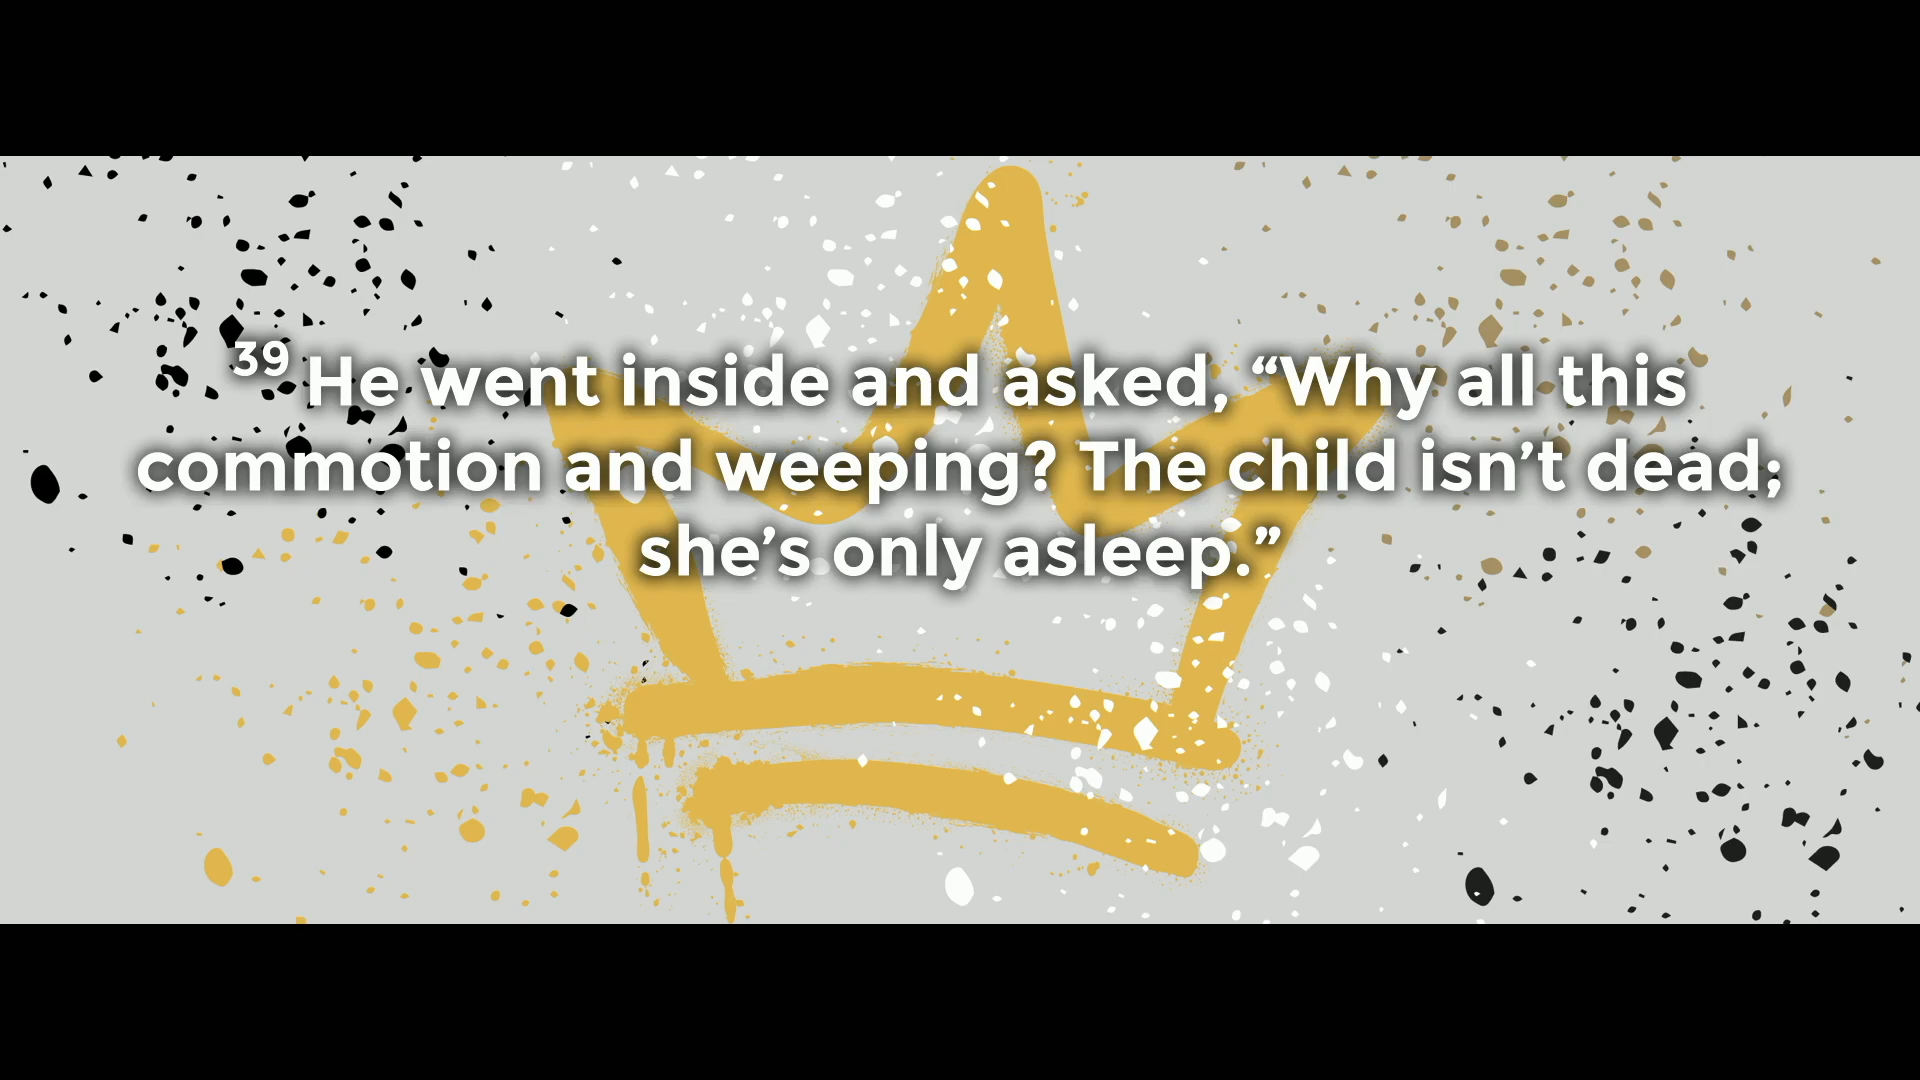 39 He went inside and asked, “Why all this
commotion and weeping? The child isn’t dead;
she’s only asleep.”